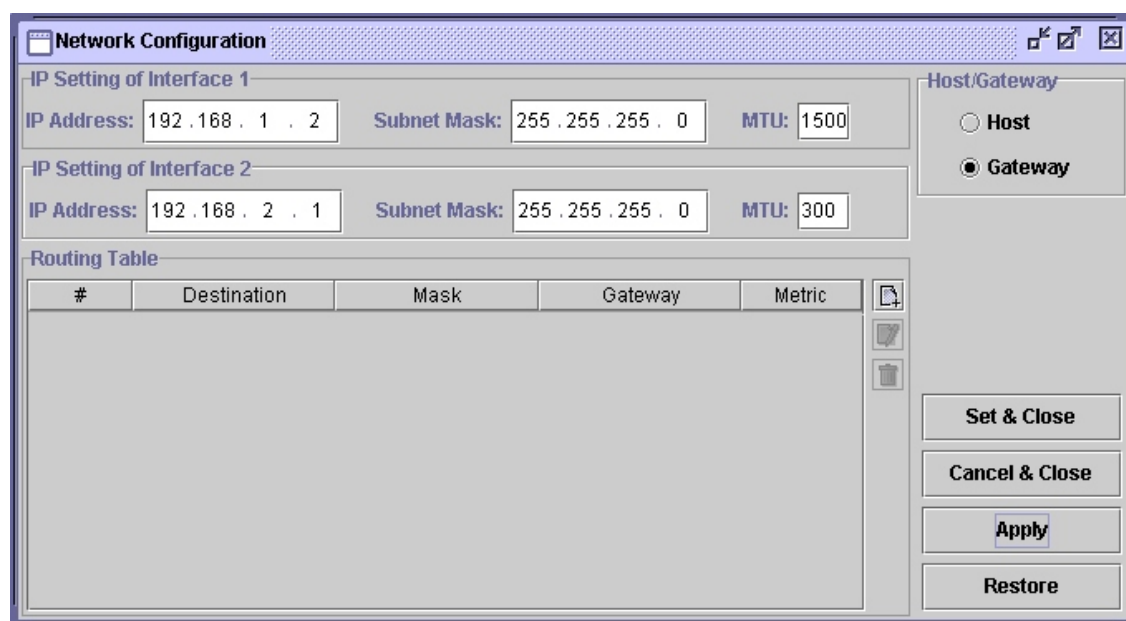 Network Configuration
IP Setting of Interface 1
IP Address: 192 . 168 . 1 . 2 Subnet Mask: 255 . 255 . 255 . 0 MTU: 1500
IP Setting of Interface 2
IP Address: 192 . 168 . 2 . 1 Subnet Mask: 255 . 255 . 255 . 0 MTU: 300
Host/Gateway
Host
Gateway
Routing Table
# Destination Mask Gateway Metric
Set & Close
Cancel & Close
Apply
Restore